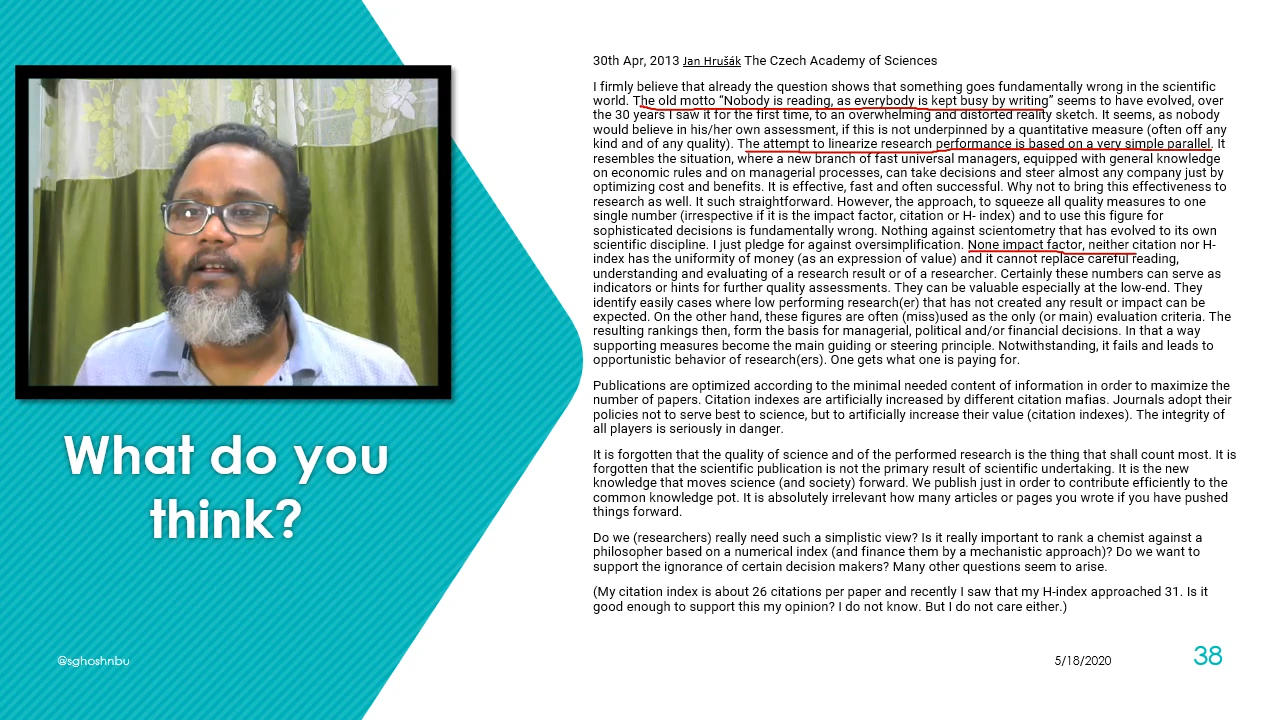 What do you
think?
@sghoshnbu
30th Apr, 2013 Jan Hrušák The Czech Academy of Sciences
I firmly believe that already the question shows that something goes fundamentally wrong in the scientific
world. The old motto “Nobody is reading, as everybody is kept busy by writing” seems to have evolved, over
the 30 years I saw it for the first time, to an overwhelming and distorted reality sketch. It seems, as nobody
would believe in his/her own assessment, if this is not underpinned by a quantitative measure (often off any
kind and of any quality). The attempt to linearize research performance is based on a very simple parallel. It
resembles the situation, where a new branch of fast universal managers, equipped with general knowledge
on economic rules and on managerial processes, can take decisions and steer almost any company just by
optimizing cost and benefits. It is effective, fast and often successful. Why not to bring this effectiveness to
research as well. It such straightforward. However, the approach, to squeeze all quality measures to one
single number (irrespective if it is the impact factor, citation or H- index) and to use this figure for
sophisticated decisions is fundamentally wrong. Nothing against scientometry that has evolved to its own
scientific discipline. I just pledge for against oversimplification. None impact factor, neither citation nor H-
index has the uniformity of money (as an expression of value) and it cannot replace careful reading,
understanding and evaluating of a research result or of a researcher. Certainly these numbers can serve as
indicators or hints for further quality assessments. They can be valuable especially at the low-end. They
identify easily cases where low performing research(er) that has not created any result or impact can be
expected. On the other hand, these figures are often (miss)used as the only (or main) evaluation criteria. The
resulting rankings then, form the basis for managerial, political and/or financial decisions. In that a way
supporting measures become the main guiding or steering principle. Notwithstanding, it fails and leads to
opportunistic behavior of research(ers). One gets what one is paying for.
Publications are optimized according to the minimal needed content of information in order to maximize the
number of papers. Citation indexes are artificially increased by different citation mafias. Journals adopt their
policies not to serve best to science, but to artificially increase their value (citation indexes). The integrity of
all players is seriously in danger.
It is forgotten that the quality of science and of the performed research is the thing that shall count most. It is
forgotten that the scientific publication is not the primary result of scientific undertaking. It is the new
knowledge that moves science (and society) forward. We publish just in order to contribute efficiently to the
common knowledge pot. It is absolutely irrelevant how many articles or pages you wrote if you have pushed
things forward.
Do we (researchers) really need such a simplistic view? Is it really important to rank a chemist against a
philosopher based on a numerical index (and finance them by a mechanistic approach)? Do we want to
support the ignorance of certain decision makers? Many other questions seem to arise.
(My citation index is about 26 citations per paper and recently I saw that my H-index approached 31. Is it
good enough to support this my opinion? I do not know. But I do not care either.)
5/18/2020
38